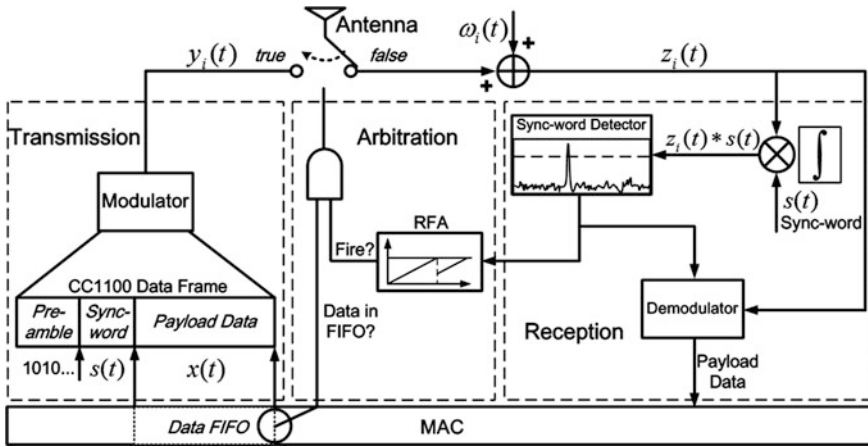 Antenna
y_i(t)
true
false
ω_i(t)
+
+
z_i(t)
Transmission
Arbitration
Sync-word Detector
z_i(t) * s(t)
∫
s(t)
Sync-word
Modulator
RFA
Fire?
CC1100 Data Frame
Pre-
amble
Sync-
word
Payload Data
Data in
FIFO?
Demodulator
Reception
1010...
s(t)
x(t)
Payload
Data
Data FIFO
MAC